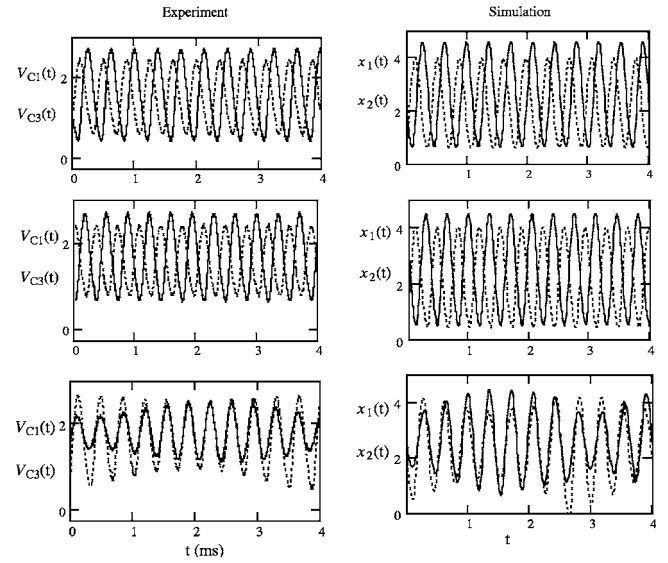 Experiment
Simulation
V_C1(t)
V_C3(t)
2
0
0 1 2 3 4
x_1(t)
x_2(t)
4
2
0
0 1 2 3 4
V_C1(t)
V_C3(t)
2
0
0 1 2 3 4
x_1(t)
x_2(t)
4
2
0
1 2 3 4
V_C1(t)
V_C3(t)
2
0
0 1 2 3 4
t (ms)
x_1(t)
x_2(t)
4
2
0
1 2 3 4
t